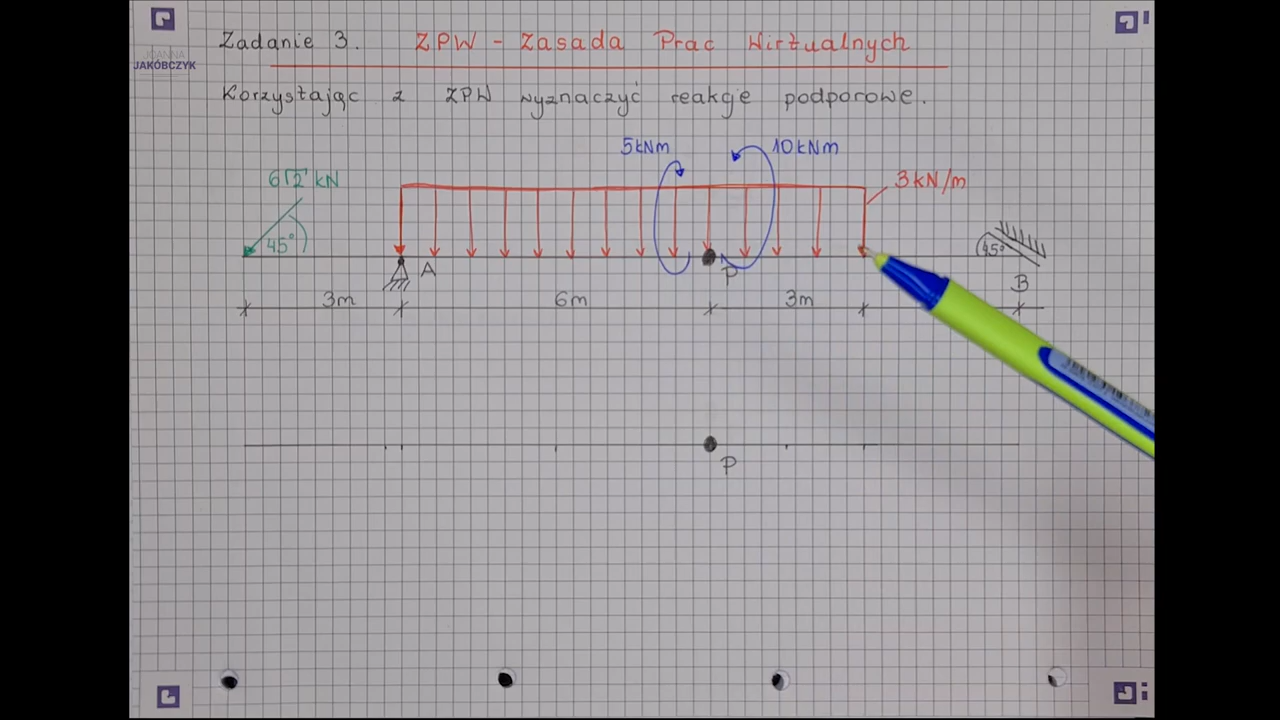 JOANNA
JAKÓBCZYK
Zadanie 3. ZPW - Zasada Prac Wirtualnych
Korzystając z ZPW wyznaczyć reakcje podporowe.
5kNm 10kNm
6√2' kN 3kN/m
45° 45°
A P B
3m 6m 3m
P